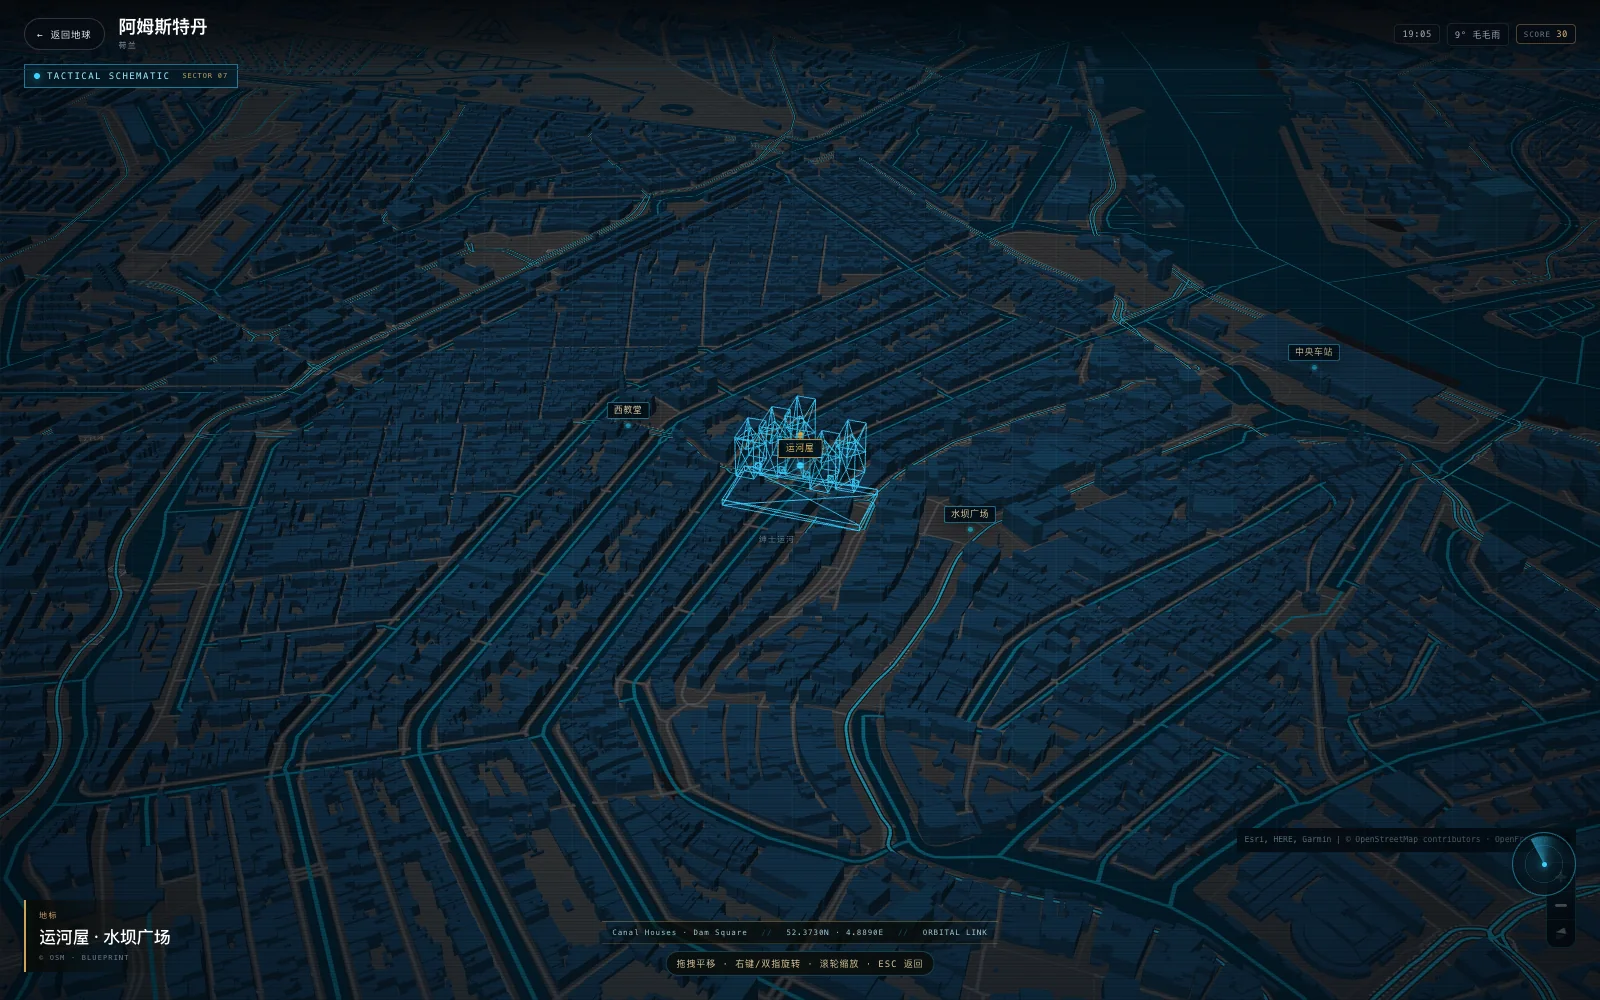 ← 返回地球
阿姆斯特丹
荷兰
19:05
9° 毛毛雨
SCORE 30
TACTICAL SCHEMATIC SECTOR 07
中央车站
西教堂
运河屋
水坝广场
绅士运河
Esri, HERE, Garmin | © OpenStreetMap contributors · OpenFr
地标
运河屋 · 水坝广场
© OSM · BLUEPRINT
Canal Houses · Dam Square // 52.3730N · 4.8890E // ORBITAL LINK
拖拽平移 · 右键/双指旋转 · 滚轮缩放 · ESC 返回